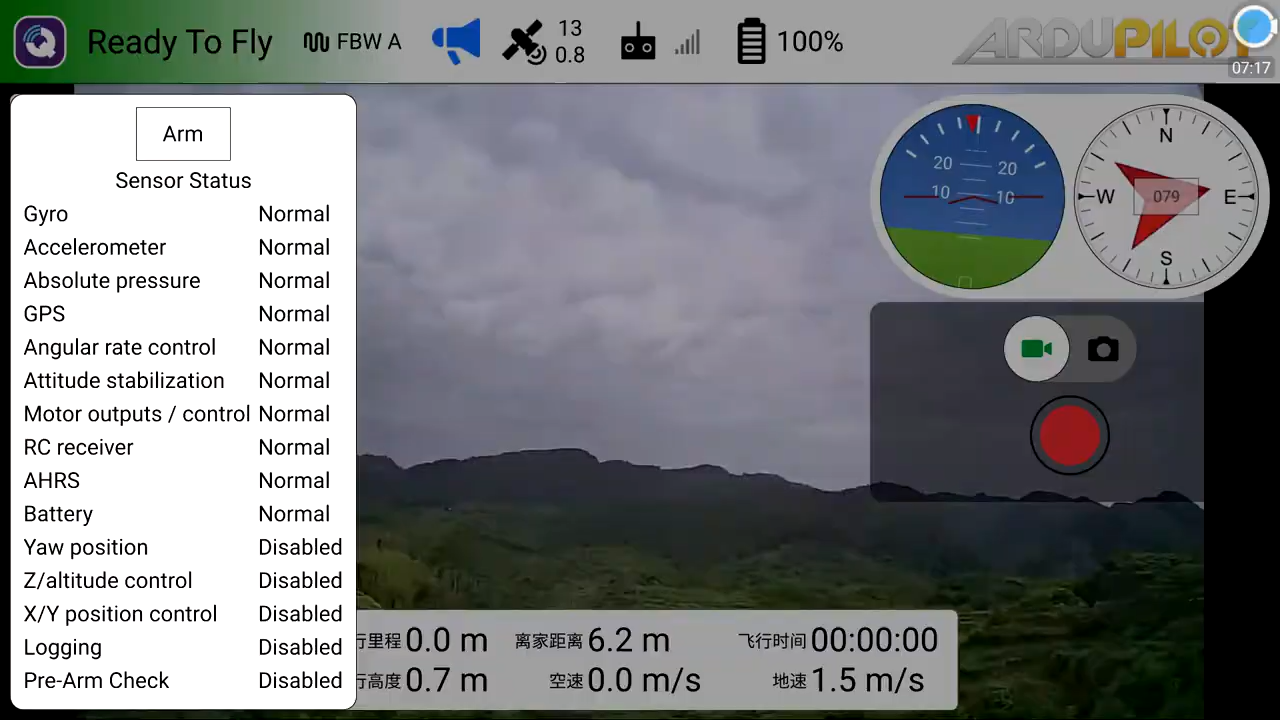 Ready To Fly
FBW A
13
0.8
100%
ARDUPILOT
07:17
Arm
Sensor Status
Gyro Normal
Accelerometer Normal
Absolute pressure Normal
GPS Normal
Angular rate control Normal
Attitude stabilization Normal
Motor outputs / control Normal
RC receiver Normal
AHRS Normal
Battery Normal
Yaw position Disabled
Z/altitude control Disabled
X/Y position control Disabled
Logging Disabled
Pre-Arm Check Disabled
20 20
10 10
N
W 079 E
S
行里程 0.0 m 离家距离 6.2 m 飞行时间 00:00:00
行高度 0.7 m 空速 0.0 m/s 地速 1.5 m/s